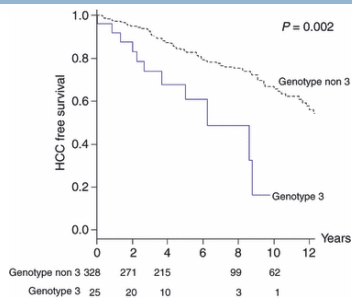 1.0
P = 0.002
0.8
Genotype non 3
0.6
HCC free survival
0.4
0.2
Genotype 3
0.0
Years
0 2 4 6 8 10 12
Genotype non 3 328 271 215 99 62
Genotype 3 25 20 10 3 1